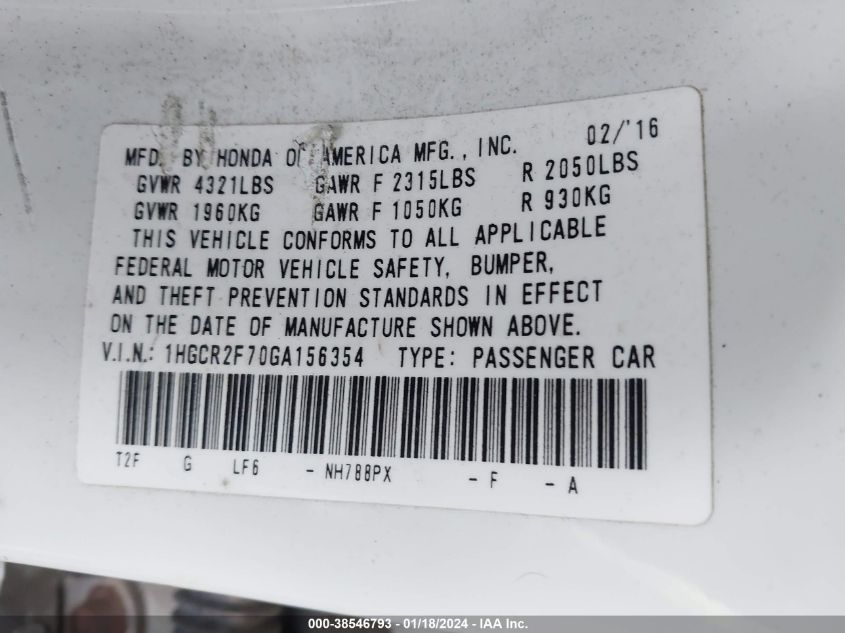 MFD. BY HONDA OF AMERICA MFG., INC. 02/'16
GVWR 4321LBS GAWR F 2315LBS R 2050LBS
GVWR 1960KG GAWR F 1050KG R 930KG
THIS VEHICLE CONFORMS TO ALL APPLICABLE
FEDERAL MOTOR VEHICLE SAFETY, BUMPER,
AND THEFT PREVENTION STANDARDS IN EFFECT
ON THE DATE OF MANUFACTURE SHOWN ABOVE.
V.I.N.: 1HGCR2F70GA156354 TYPE: PASSENGER CAR
T2F G LF6 - NH788PX - F - A
000-38546793 - 01/18/2024 - IAA Inc.